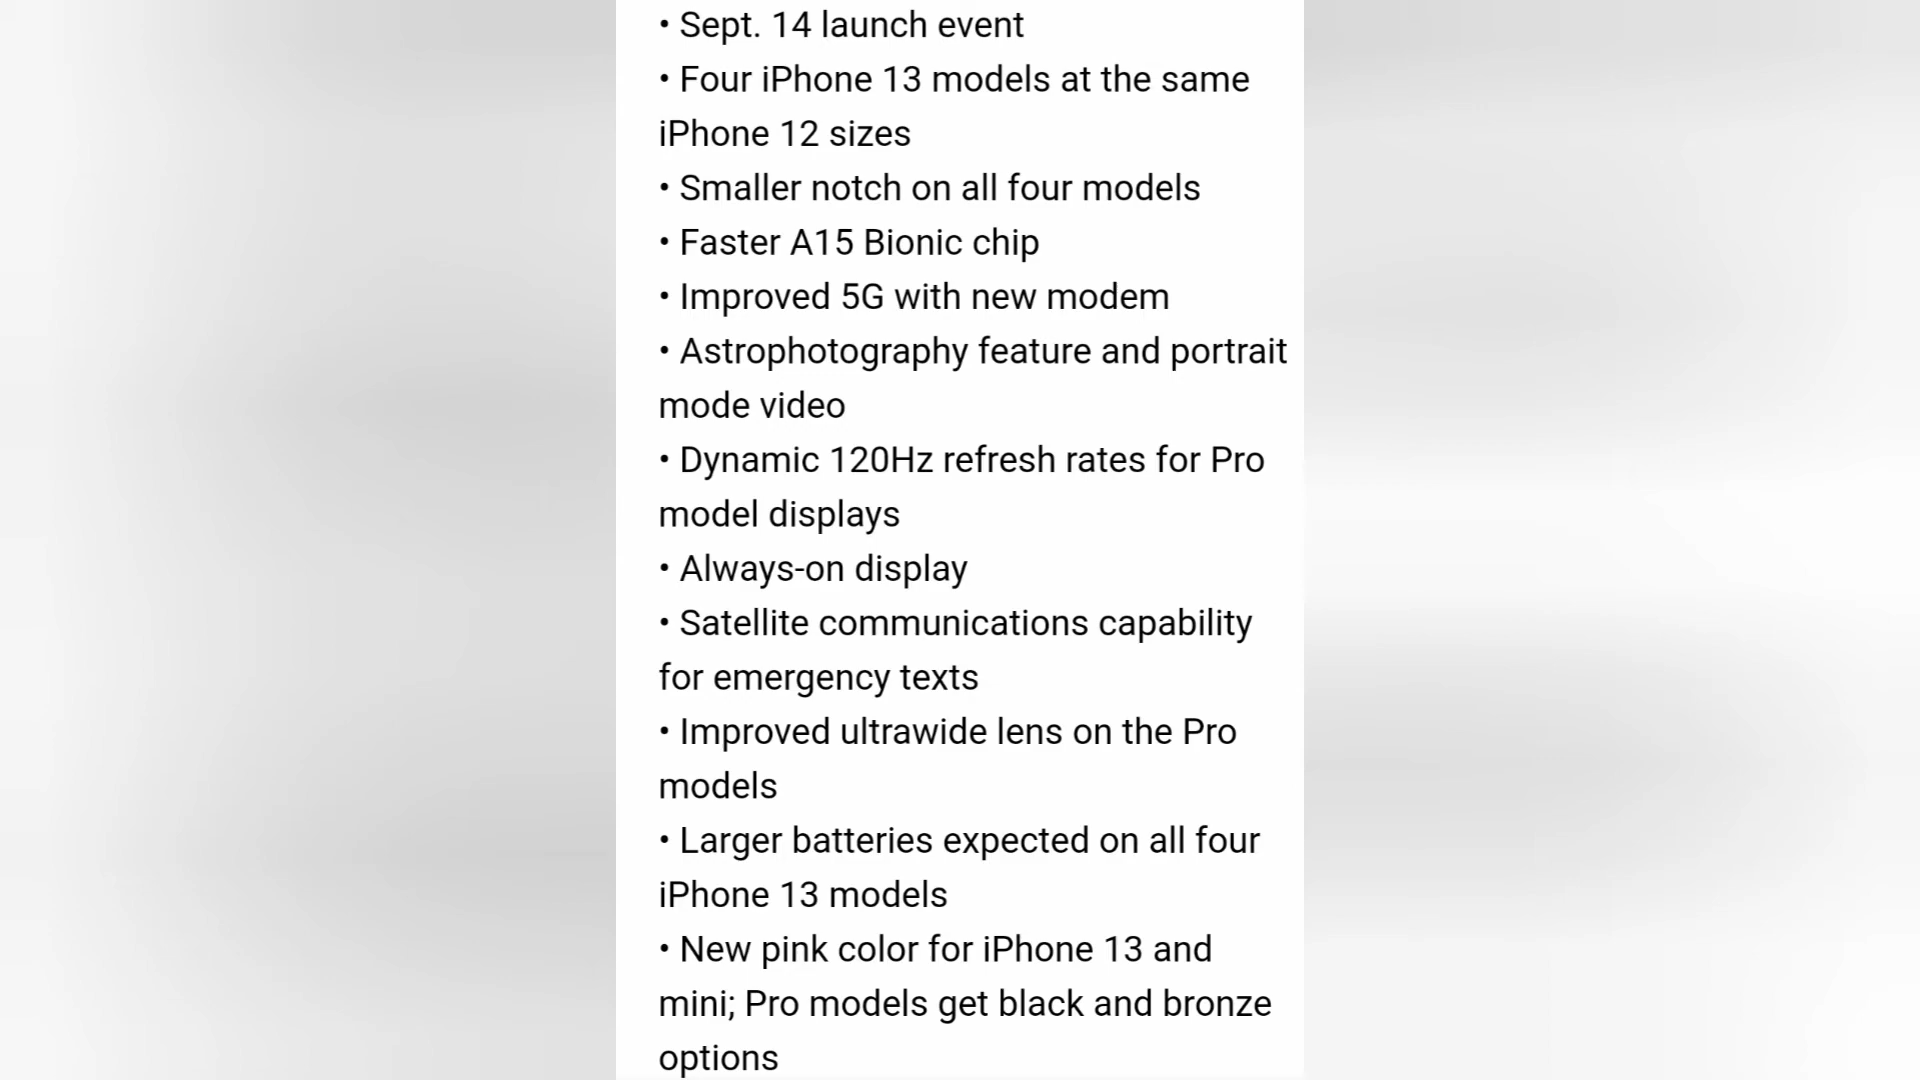 • Sept. 14 launch event
• Four iPhone 13 models at the same
iPhone 12 sizes
• Smaller notch on all four models
• Faster A15 Bionic chip
• Improved 5G with new modem
• Astrophotography feature and portrait
mode video
• Dynamic 120Hz refresh rates for Pro
model displays
• Always-on display
• Satellite communications capability
for emergency texts
• Improved ultrawide lens on the Pro
models
• Larger batteries expected on all four
iPhone 13 models
• New pink color for iPhone 13 and
mini; Pro models get black and bronze
options